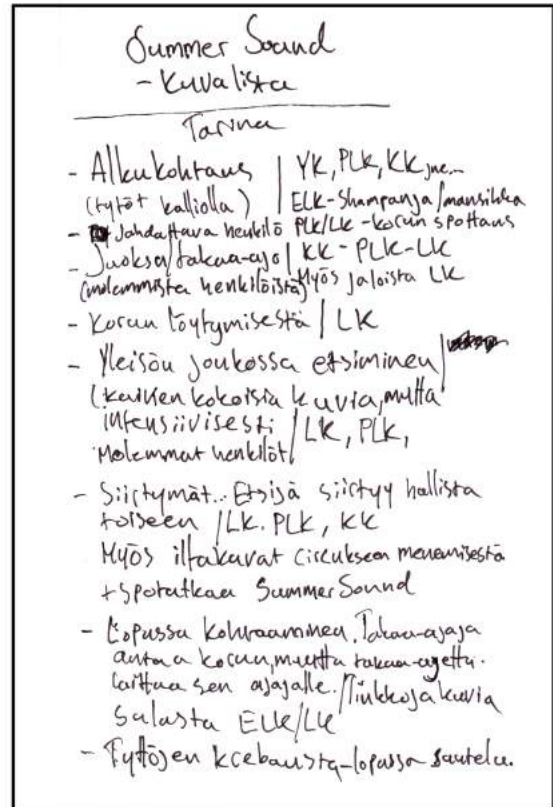 Summer Sound
- Kuvalista
Tarina
- Alkukohtaus | YK, PLK, KK jne...
(tytöt kalliolla) | ELK-Shampanja/mansikka
- Jahdattava henkilö PLK/LK -korun spottaus
- Juoksu/takaa-ajo | KK - PLK - LK
(molemmista henkilöistä) Myös jaloista LK
- Korun löytymisestä | LK
- Yleisön joukossa etsiminen /
(kaiken kokoisia kuvia, mutta
intensiivisesti / LK, PLK,
Molemmat henkilöt/
- Siirtymät... Etsijä siirtyy hallista
toiseen / LK. PLK, KK
Myös iltakuvat circukseen menemisestä
+ Spotatkaa SummerSound
- Lopussa kohtaaminen. Takaa-ajaja
antaa korun, mutta takaa-ajettu.
laittaa sen ajajalle. / Tiukkoja kuvia
Salasta ELK/LK
- Tyttöjen -lopussa